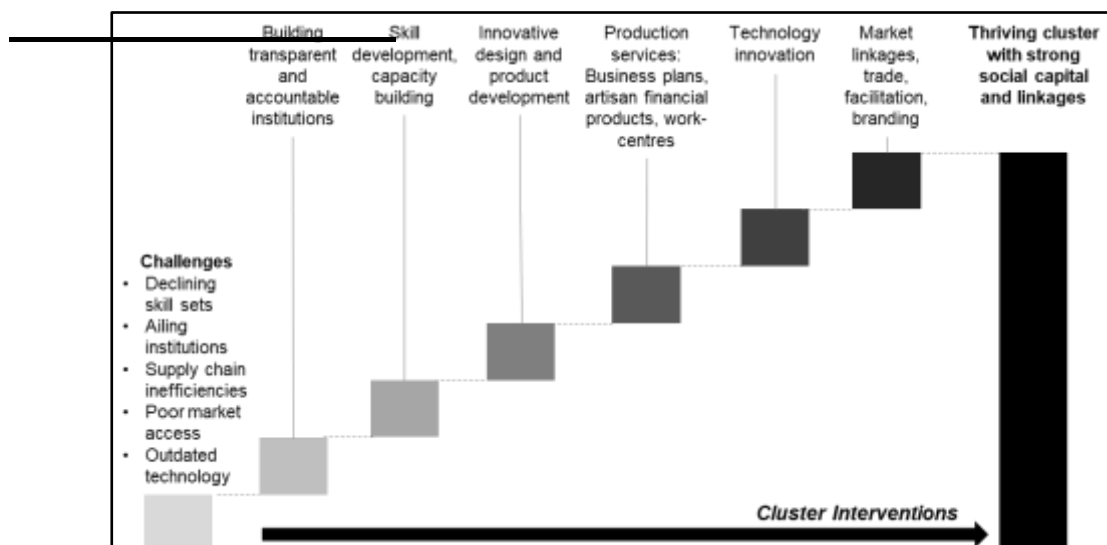 Building
transparent
and
accountable
institutions
Skill
development,
capacity
building
Innovative
design and
product
development
Production
services:
Business plans,
artisan financial
products, work-
centres
Technology
innovation
Market
linkages,
trade,
facilitation,
branding
Thriving cluster
with strong
social capital
and linkages
Challenges
• Declining
skill sets
• Ailing
institutions
• Supply chain
inefficiencies
• Poor market
access
• Outdated
technology
Cluster Interventions